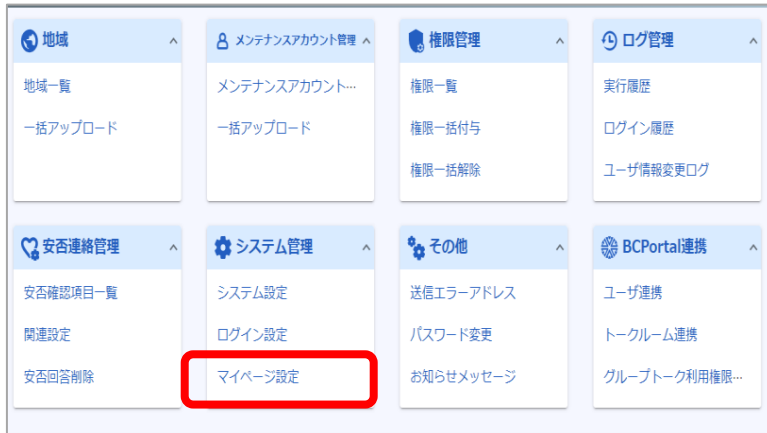 地域
地域一覧
一括アップロード
メンテナンスアカウント管理
メンテナンスアカウント…
一括アップロード
権限管理
権限一覧
権限一括付与
権限一括解除
ログ管理
実行履歴
ログイン履歴
ユーザ情報変更ログ
安否連絡管理
安否確認項目一覧
関連設定
安否回答削除
システム管理
システム設定
ログイン設定
マイページ設定
その他
送信エラーアドレス
パスワード変更
お知らせメッセージ
BCPortal連携
ユーザ連携
トークルーム連携
グループトーク利用権限…